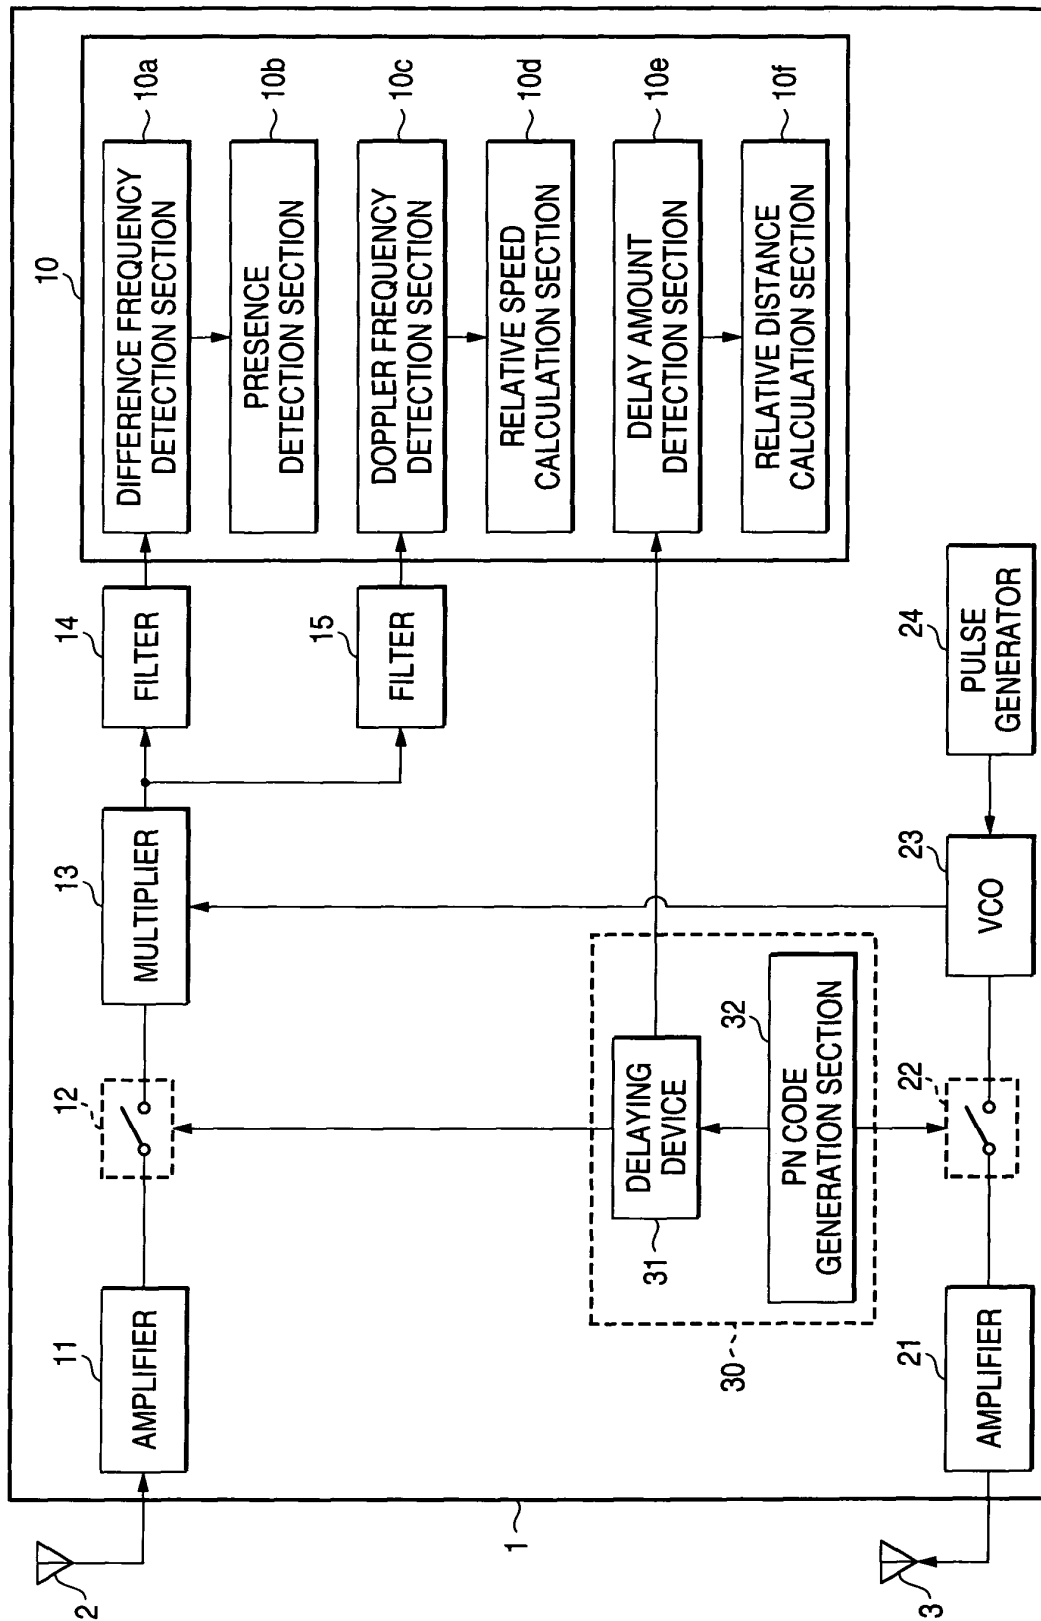 10
DIFFERENCE FREQUENCY
DETECTION SECTION
10a
PRESENCE
DETECTION SECTION
10b
DOPPLER FREQUENCY
DETECTION SECTION
10c
RELATIVE SPEED
CALCULATION SECTION
10d
DELAY AMOUNT
DETECTION SECTION
10e
RELATIVE DISTANCE
CALCULATION SECTION
10f
2
11
AMPLIFIER
12
13
MULTIPLIER
14
FILTER
15
FILTER
31
DELAYING
DEVICE
32
PN CODE
GENERATION SECTION
30
1
3
21
AMPLIFIER
22
23
VCO
24
PULSE
GENERATOR